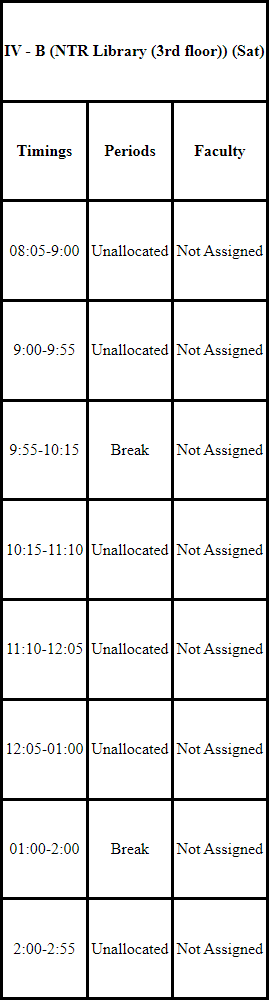 IV - B (NTR Library (3rd floor)) (Sat)
Timings Periods Faculty
08:05-9:00 Unallocated Not Assigned
9:00-9:55 Unallocated Not Assigned
9:55-10:15 Break Not Assigned
10:15-11:10 Unallocated Not Assigned
11:10-12:05 Unallocated Not Assigned
12:05-01:00 Unallocated Not Assigned
01:00-2:00 Break Not Assigned
2:00-2:55 Unallocated Not Assigned